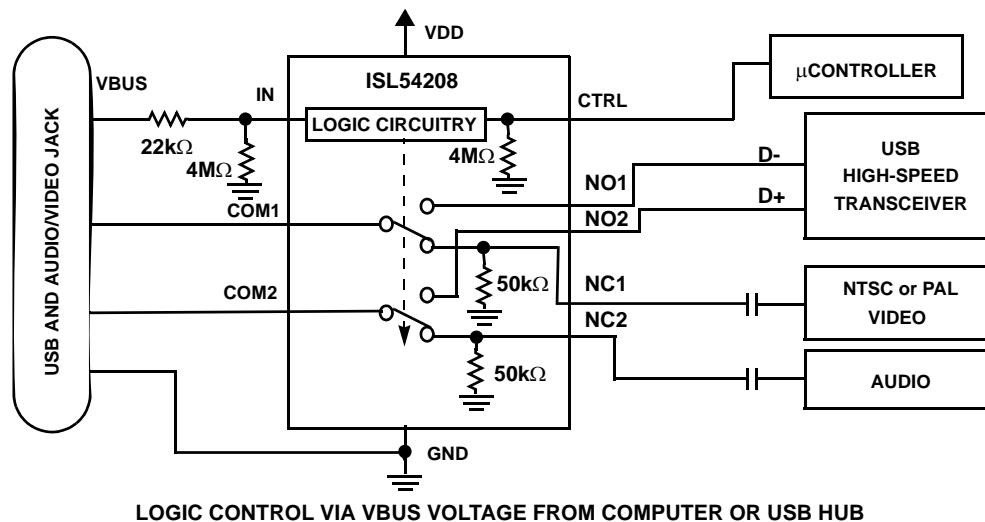 VDD
ISL54208
μCONTROLLER
VBUS
IN
CTRL
LOGIC CIRCUITRY
22kΩ
4MΩ
4MΩ
USB AND AUDIO/VIDEO JACK
USB
HIGH-SPEED
TRANSCEIVER
D-
D+
NO1
NO2
COM1
50kΩ
NC1
NTSC or PAL
VIDEO
COM2
NC2
50kΩ
AUDIO
GND
LOGIC CONTROL VIA VBUS VOLTAGE FROM COMPUTER OR USB HUB